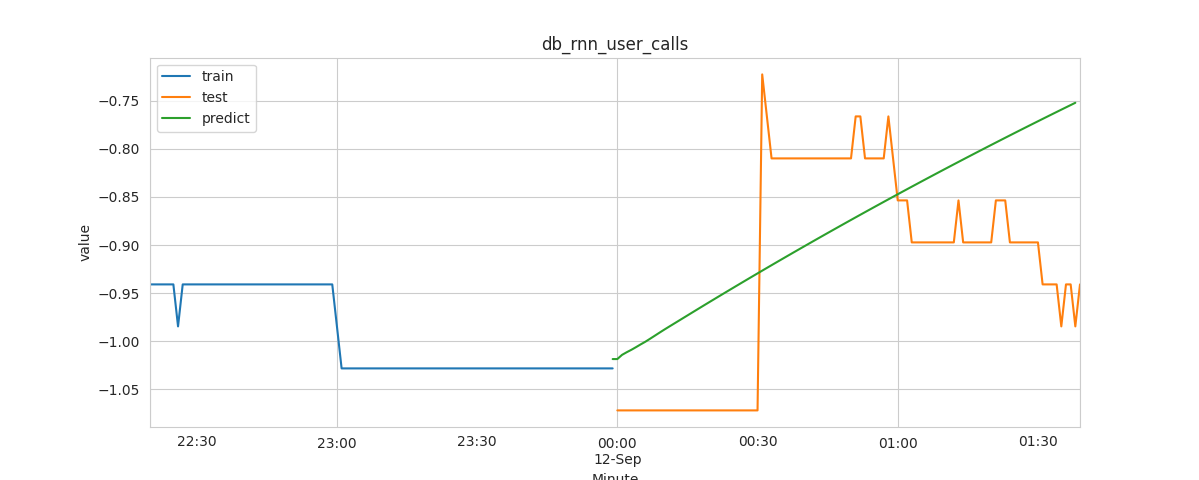 db_rnn_user_calls
train
test
predict
−0.75
−0.80
−0.85
−0.90
−0.95
−1.00
−1.05
value
22:30 23:00 23:30 00:00 00:30 01:00 01:30
12-Sep
Minute